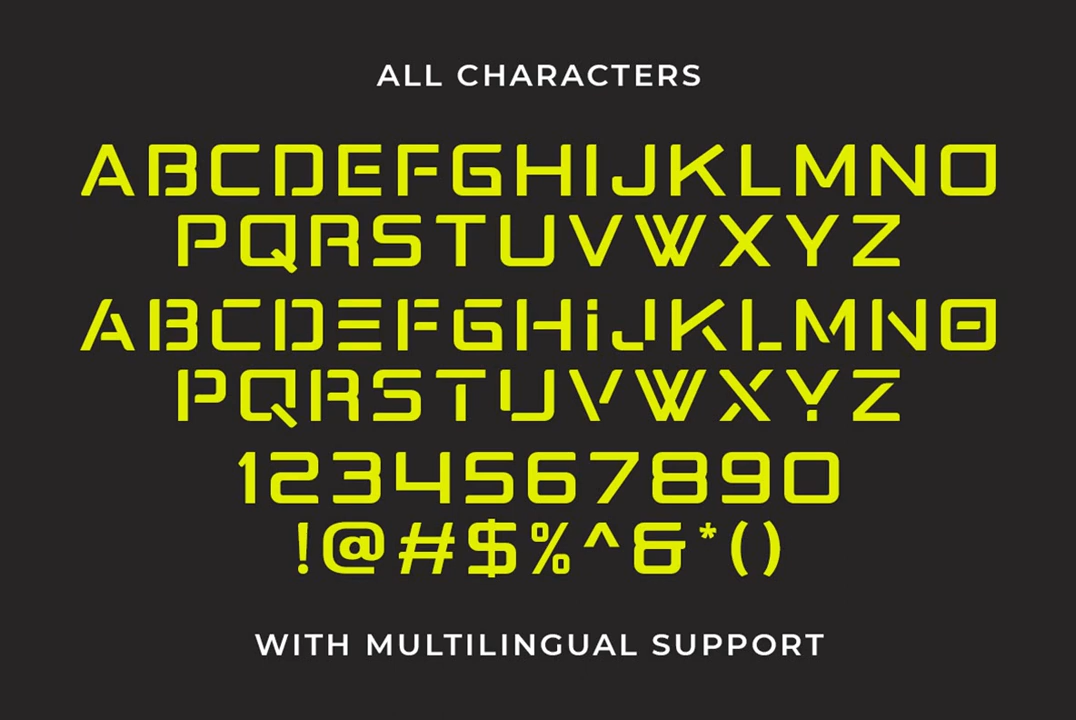 ALL CHARACTERS
ABCDEFGHIJKLMNO
PQRSTUVWXYZ
ABCDEFGHiJKLMNO
PQRSTUVWXYZ
1234567890
!@#$%^&*()
WITH MULTILINGUAL SUPPORT